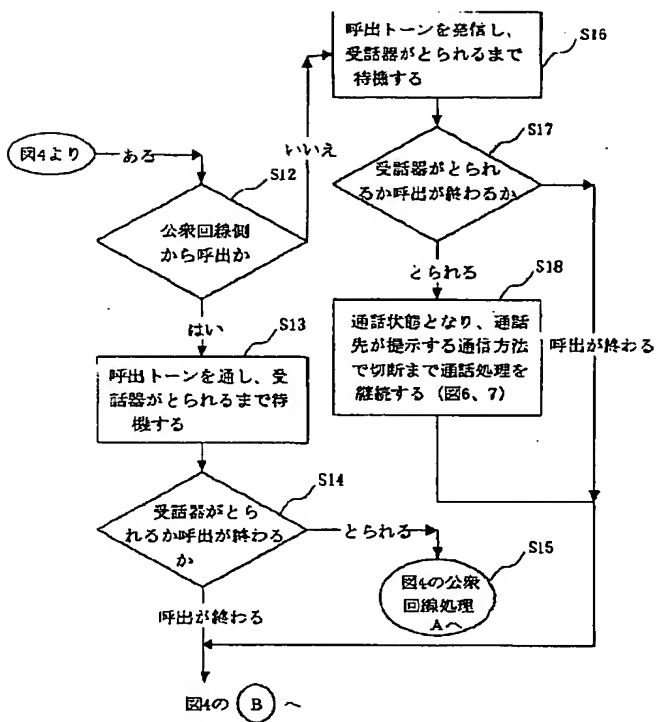 呼出トーンを発信し、
受話器がとられるまで
待機する
S16
図4より
ある
いいえ
S12
公衆回線側
から呼出か
はい
S17
受話器がとられ
るか呼出が終わるか
とられる
S18
通話状態となり、通話
先が提示する通信方法
で切断まで通話処理を
継続する（図6、7）
呼出が終わる
S13
呼出トーンを通し、受
話器がとられるまで待
機する
S14
受話器がとら
れるか呼出が終わる
か
とられる
S15
図4の公衆
回線処理
Aへ
呼出が終わる
図4の B へ